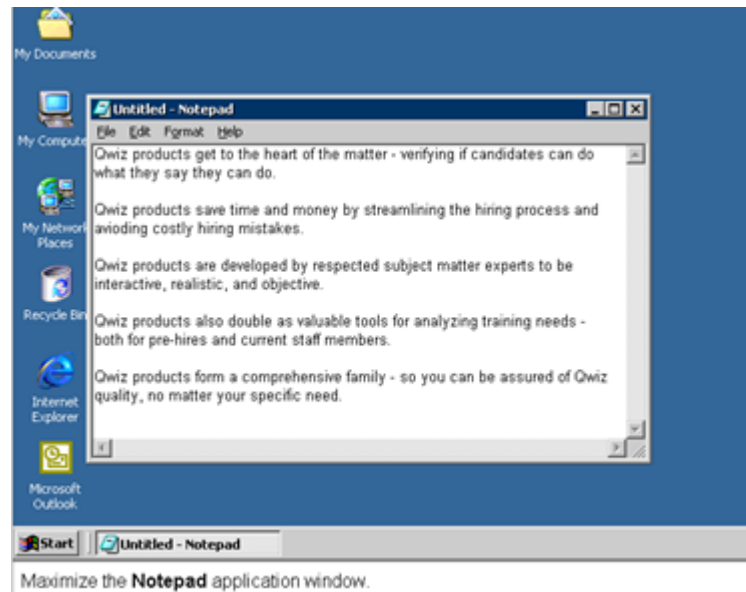 My Documents
My Compute
My Network
Places
Recycle Bin
Internet
Explorer
Microsoft
Outlook
Untitled - Notepad
File Edit Format Help
Qwiz products get to the heart of the matter - verifying if candidates can do
what they say they can do.
Qwiz products save time and money by streamlining the hiring process and
avioding costly hiring mistakes.
Qwiz products are developed by respected subject matter experts to be
interactive, realistic, and objective.
Qwiz products also double as valuable tools for analyzing training needs -
both for pre-hires and current staff members.
Qwiz products form a comprehensive family - so you can be assured of Qwiz
quality, no matter your specific need.
Start Untitled - Notepad
Maximize the Notepad application window.